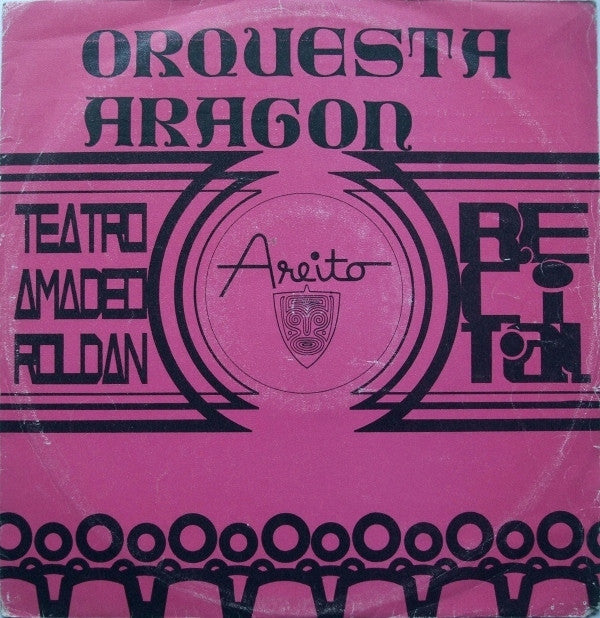 ORQUESTA
ARAGON
TEATRO
AMADEO
ROLDAN
Areito
RE
Ci
Tal